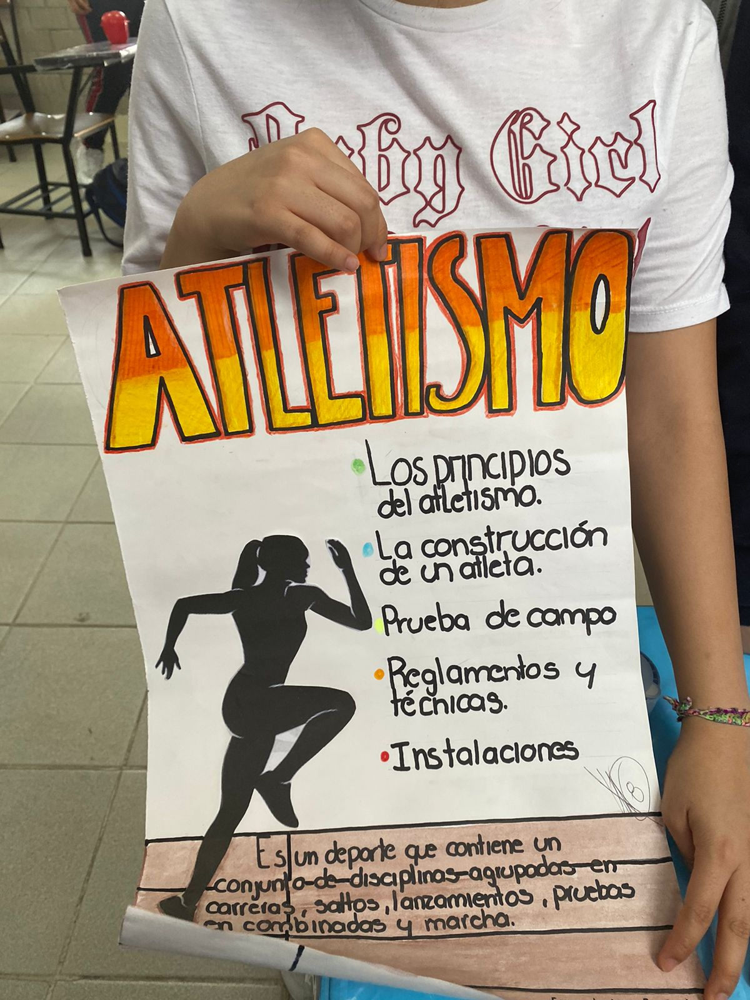 Baby Girl
ATLETISMO
Los principios
del atletismo.
La construcción
de un atleta.
Prueba de campo
Reglamentos y
técnicas.
Instalaciones
Es un deporte que contiene un
conjunto de disciplinas agrupadas en
carreras, saltos, lanzamientos, pruebas
en combinadas y marcha.